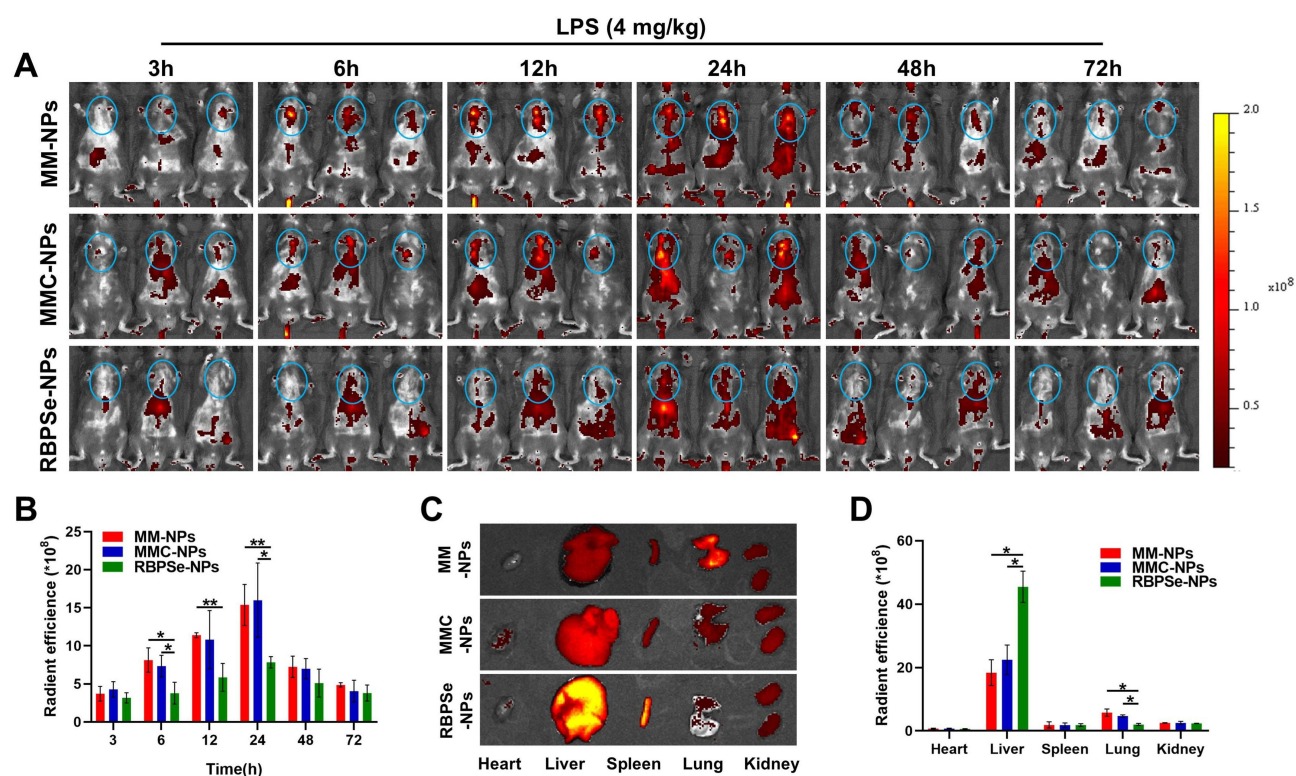 LPS (4 mg/kg)
A
3h 6h 12h 24h 48h 72h
MM-NPs
MMC-NPs
RBPSe-NPs
2.0
1.5
1.0
x10⁸
0.5
B
Radient efficience (*10⁸)
25
20
15
10
5
0
MM-NPs
MMC-NPs
RBPSe-NPs
* * ** ** *
3 6 12 24 48 72
Time(h)
C
MM
-NPs
MMC
-NPs
RBPSe
-NPs
Heart Liver Spleen Lung Kidney
D
Radient efficiience (*10⁸)
60
40
20
0
MM-NPs
MMC-NPs
RBPSe-NPs
* * * *
Heart Liver Spleen Lung Kidney